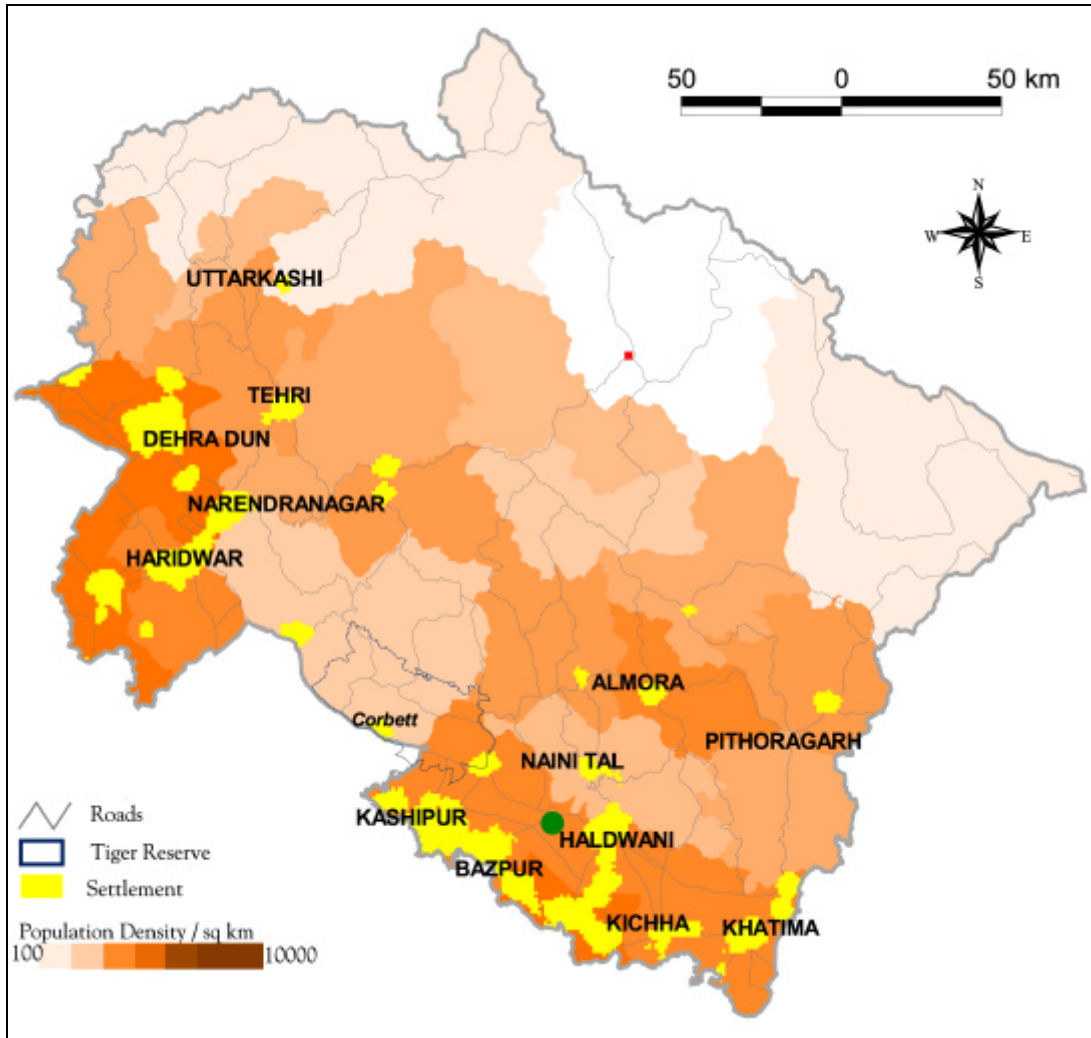 50 0 50 km
N
W E
S
UTTARKASHI
TEHRI
DEHRA DUN
NARENDRANAGAR
HARIDWAR
ALMORA
Corbett
PITHORAGARH
NAINI TAL
KASHIPUR
HALDWANI
BAZPUR
KICHHA
KHATIMA
Roads
Tiger Reserve
Settlement
Population Density / sq km
100 10000